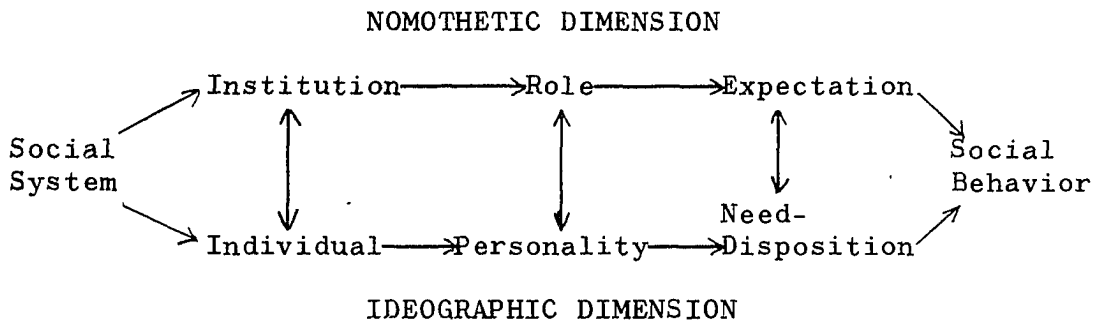 NOMOTHETIC DIMENSION
Institution Role Expectation
Social
System
Social
Behavior
Need-
Individual Personality Disposition
IDEOGRAPHIC DIMENSION